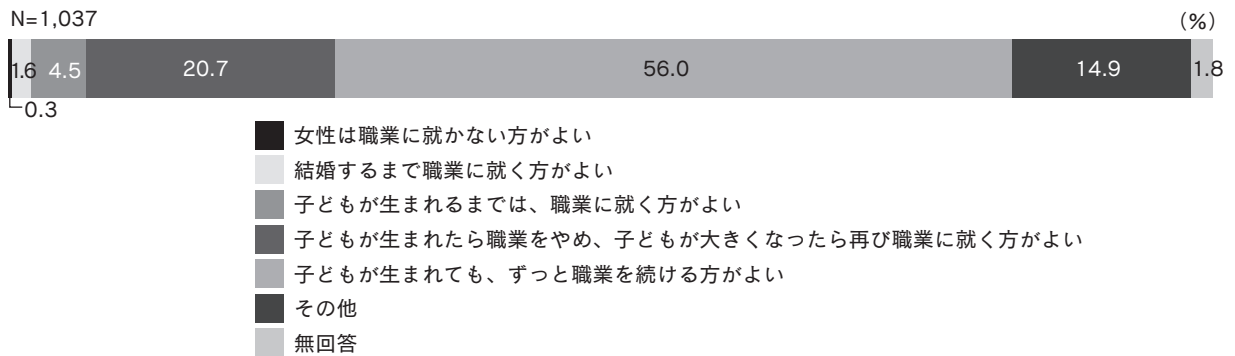 N=1,037
(%)
1.6 4.5 20.7 56.0 14.9 1.8
0.3
女性は職業に就かない方がよい
結婚するまで職業に就く方がよい
子どもが生まれるまでは、職業に就く方がよい
子どもが生まれたら職業をやめ、子どもが大きくなったら再び職業に就く方がよい
子どもが生まれても、ずっと職業を続ける方がよい
その他
無回答